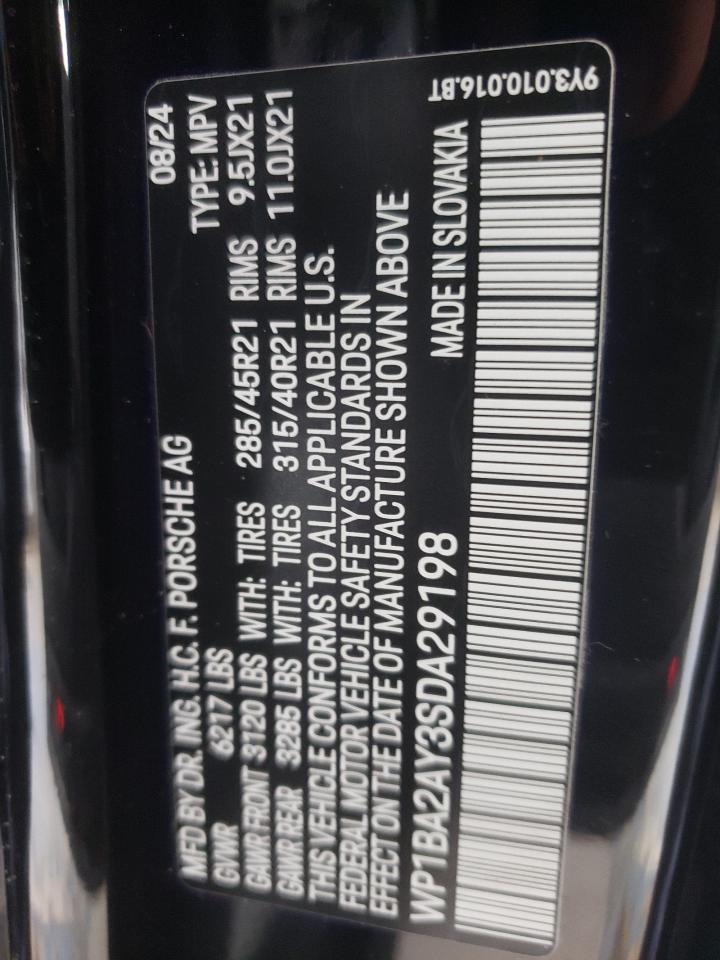 MFD BY DR. ING. H.C. F. PORSCHE AG 08/24
GVWR 6217 LBS TYPE: MPV
GAWR FRONT 3120 LBS WITH: TIRES 285/45R21 RIMS 9.5JX21
GAWR REAR 3285 LBS WITH: TIRES 315/40R21 RIMS 11.0JX21
THIS VEHICLE CONFORMS TO ALL APPLICABLE U.S.
FEDERAL MOTOR VEHICLE SAFETY STANDARDS IN
EFFECT ON THE DATE OF MANUFACTURE SHOWN ABOVE
WP1BA2AY3SDA29198 MADE IN SLOVAKIA
9Y3.010.016.BT